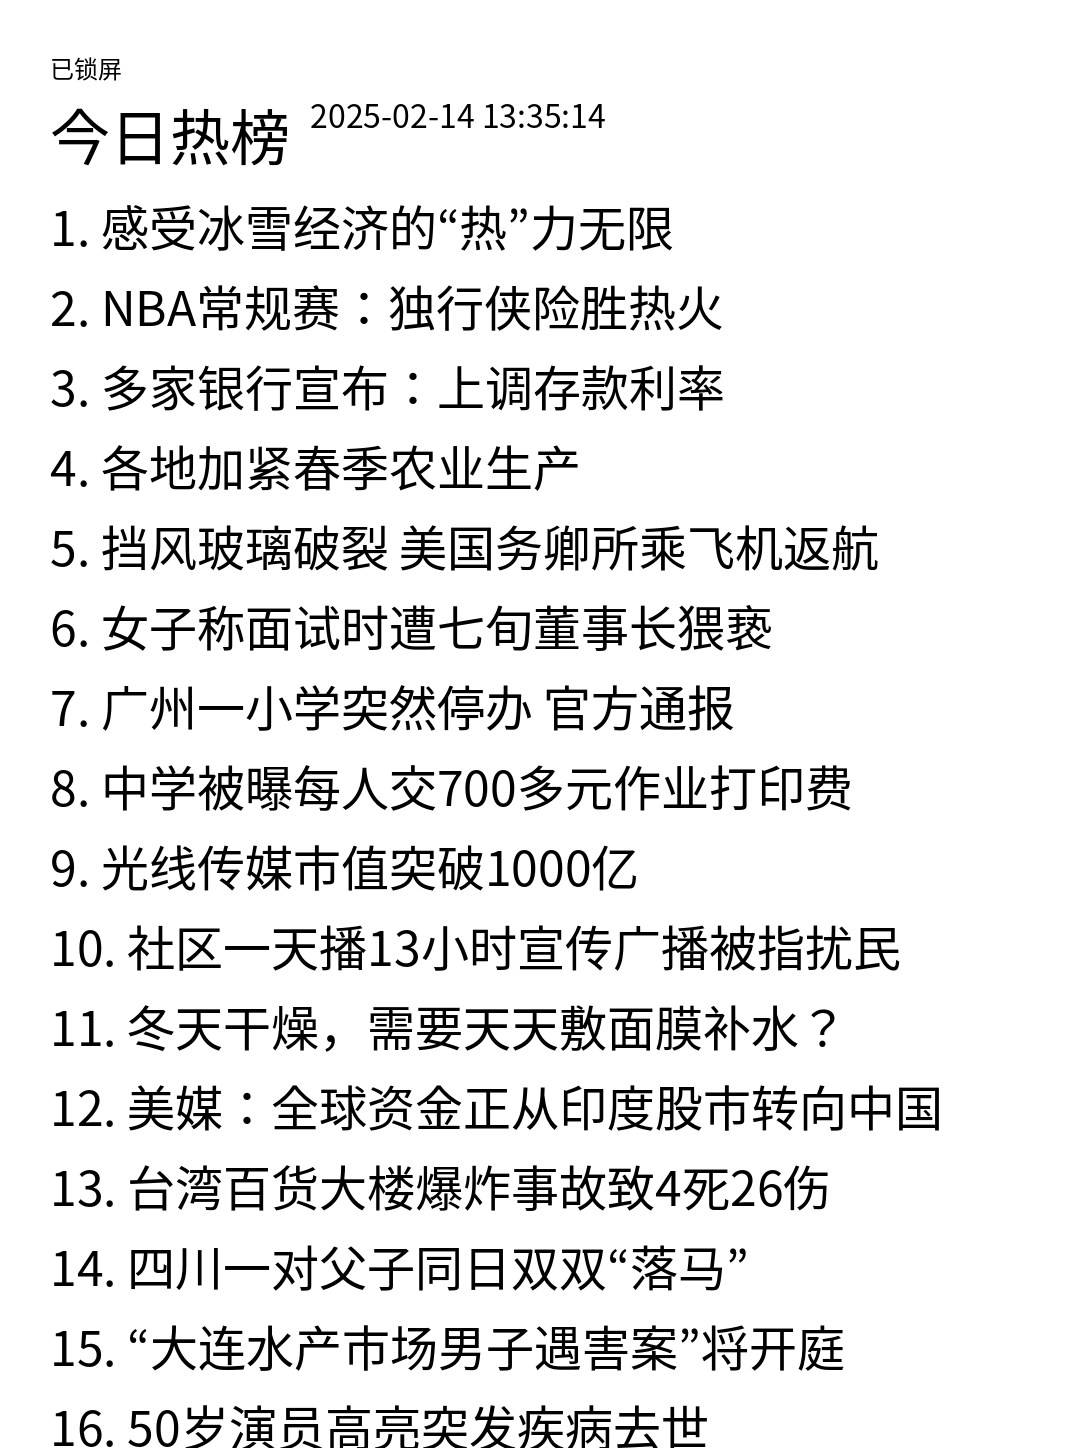 已锁屏
今日热榜 2025-02-14 13:35:14
1. 感受冰雪经济的“热”力无限
2. NBA常规赛：独行侠险胜热火
3. 多家银行宣布：上调存款利率
4. 各地加紧春季农业生产
5. 挡风玻璃破裂 美国务卿所乘飞机返航
6. 女子称面试时遭七旬董事长猥亵
7. 广州一小学突然停办 官方通报
8. 中学被曝每人交700多元作业打印费
9. 光线传媒市值突破1000亿
10. 社区一天播13小时宣传广播被指扰民
11. 冬天干燥，需要天天敷面膜补水？
12. 美媒：全球资金正从印度股市转向中国
13. 台湾百货大楼爆炸事故致4死26伤
14. 四川一对父子同日双双“落马”
15. “大连水产市场男子遇害案”将开庭
16. 50岁演员高亮突发疾病去世